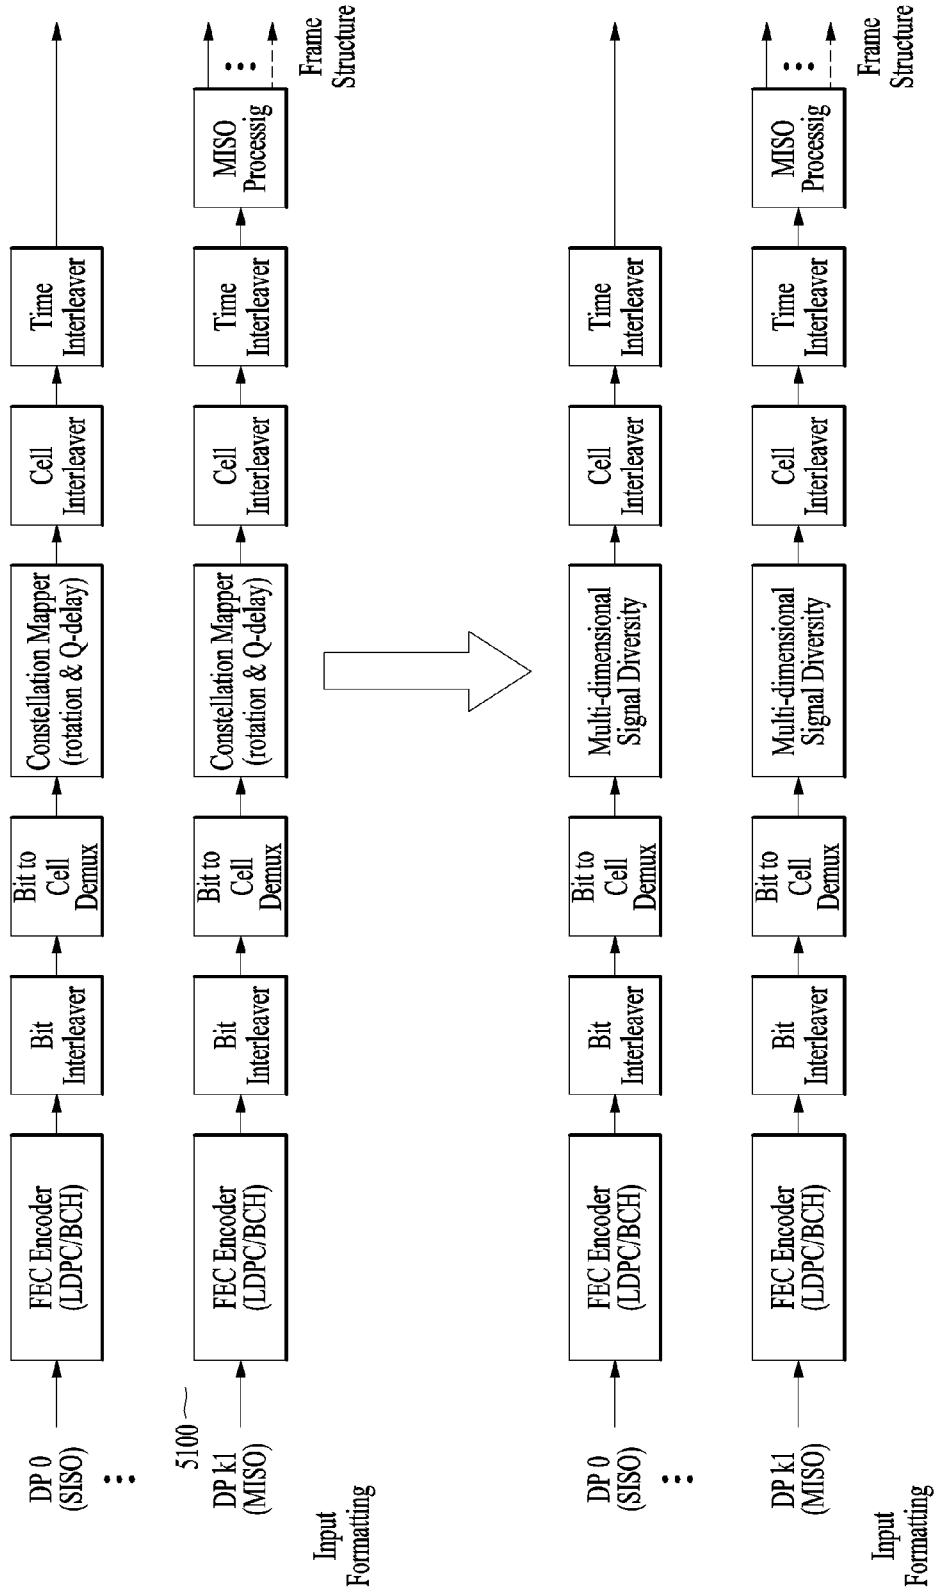 DP 0
(SISO)
FEC Encoder
(LDPC/BCH)
Bit
Interleaver
Bit to
Cell
Demux
Constellation Mapper
(rotation & Q-delay)
Cell
Interleaver
Time
Interleaver
5100
DP k1
(MISO)
FEC Encoder
(LDPC/BCH)
Bit
Interleaver
Bit to
Cell
Demux
Constellation Mapper
(rotation & Q-delay)
Cell
Interleaver
Time
Interleaver
MISO
Processig
Input
Formatting
Frame
Structure
DP 0
(SISO)
FEC Encoder
(LDPC/BCH)
Bit
Interleaver
Bit to
Cell
Demux
Multi-dimensional
Signal Diversity
Cell
Interleaver
Time
Interleaver
DP k1
(MISO)
FEC Encoder
(LDPC/BCH)
Bit
Interleaver
Bit to
Cell
Demux
Multi-dimensional
Signal Diversity
Cell
Interleaver
Time
Interleaver
MISO
Processig
Input
Formatting
Frame
Structure